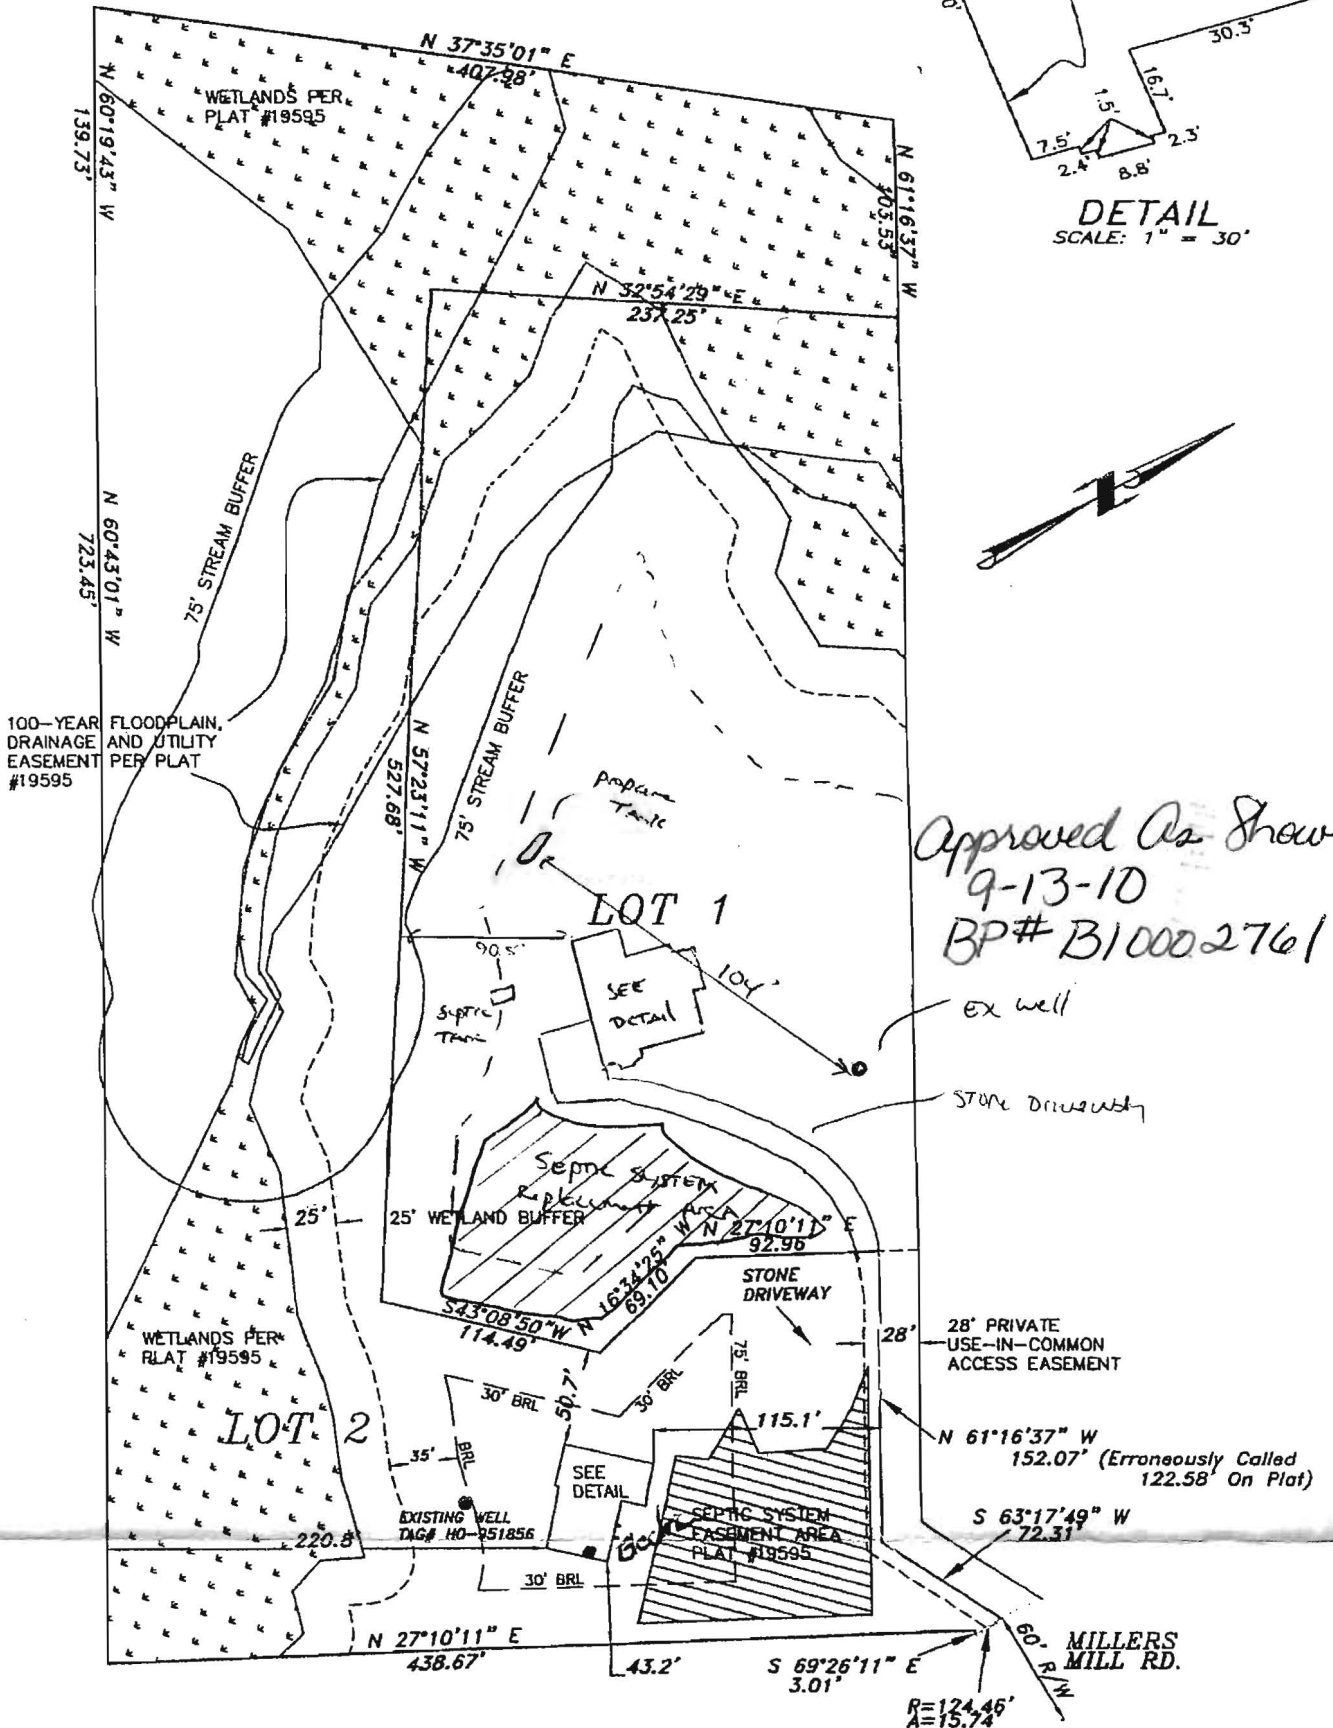 N 37°35'01" E
407.98'
WETLANDS PER
PLAT #19595
N 60°19'43" W
139.73'
N 61°16'37" W
103.53'
30.3'
16.7'
1.5'
7.5'
2.4'
8.8'
2.3'
DETAIL
SCALE: 1" = 30'
N 32°54'29" E
237.25'
75' STREAM BUFFER
N 60°43'01" W
723.45'
100-YEAR FLOODPLAIN,
DRAINAGE AND UTILITY
EASEMENT PER PLAT
#19595
N 57°23'11" W
527.68'
75' STREAM BUFFER
Propane
Tank
Approved As Show
9-13-10
BP# B10002761
LOT 1
90.5'
104'
SEE
DETAIL
Septic
Tank
Ex well
Stone Driveway
Septic System
Replacement Area
25'
25' WETLAND BUFFER
N 27°10'11" E
92.96
N 16°34'25" W
69.10'
S43°08'50"W
114.49'
STONE
DRIVEWAY
28'
28' PRIVATE
USE-IN-COMMON
ACCESS EASEMENT
WETLANDS PER
PLAT #19595
LOT 2
30' BRL
50.7'
30' BRL
75' BRL
115.1'
35'
BRL
N 61°16'37" W
152.07' (Erroneously Called
122.58' On Plat)
SEE
DETAIL
EXISTING WELL
TAG# HO-951856
SEPTIC SYSTEM
EASEMENT AREA
PLAT #19595
S 63°17'49" W
72.31'
220.8'
30' BRL
N 27°10'11" E
438.67'
43.2'
S 69°26'11" E
3.01'
60' R/W
MILLERS
MILL RD.
R=124.46'
A=15.74'